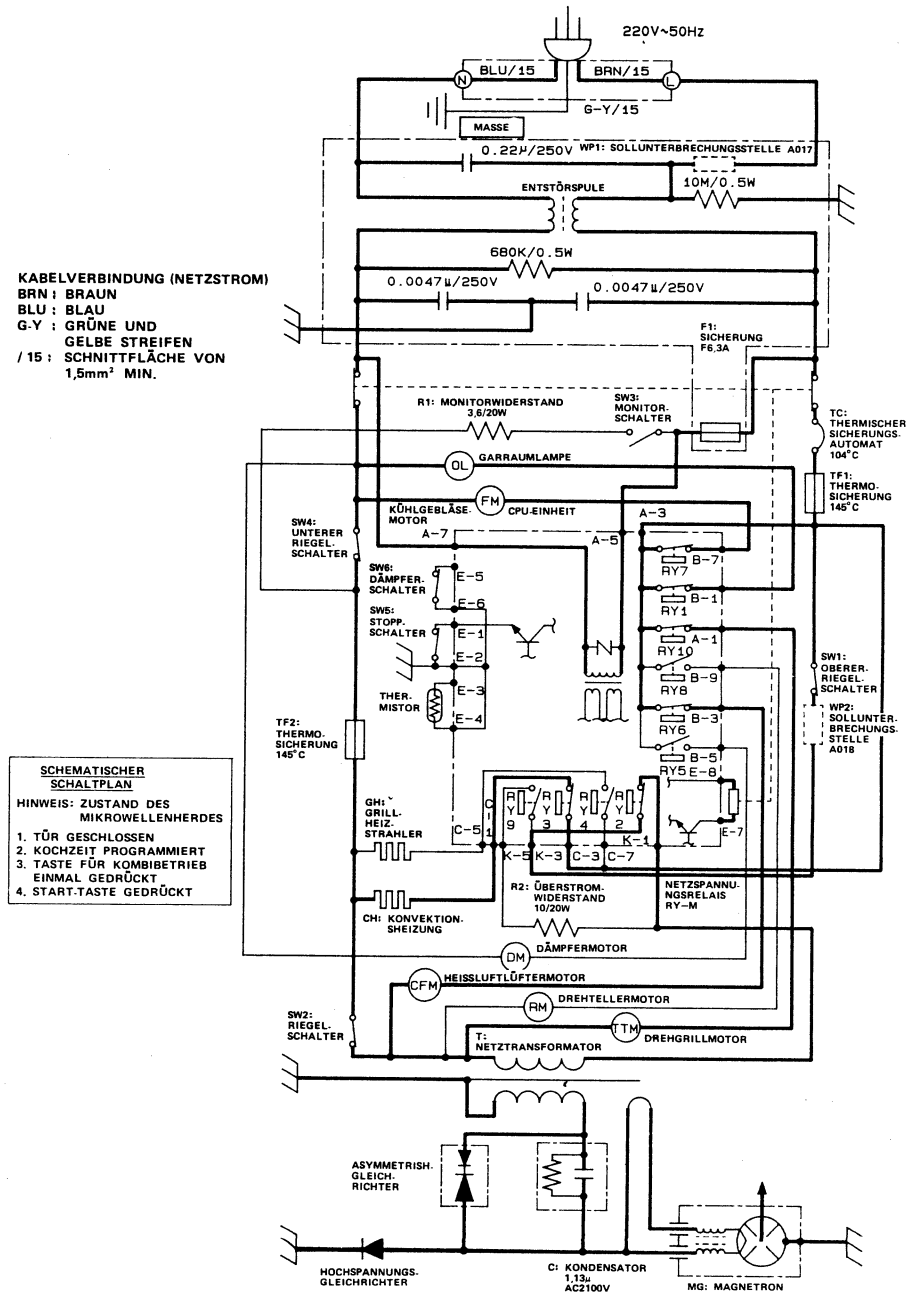 220V~50Hz
BLU/15
BRN/15
N
L
G-Y/15
MASSE
0.22μ/250V
WP1: SOLLUNTERBRECHUNGSSTELLE A017
10M/0.5W
ENTSTÖRSPULE
680K/0.5W
0.0047μ/250V
0.0047μ/250V
KABELVERBINDUNG (NETZSTROM)
BRN : BRAUN
BLU : BLAU
G-Y : GRÜNE UND
GELBE STREIFEN
/ 15 : SCHNITTFLÄCHE VON
1,5mm² MIN.
F1:
SICHERUNG
F6,3A
R1: MONITORWIDERSTAND
3,6/20W
SW3:
MONITOR-
SCHALTER
TC:
THERMISCHER
SICHERUNGS-
AUTOMAT
104°C
OL
GARRAUMLAMPE
TF1:
THERMO-
SICHERUNG
145°C
FM
KÜHLGEBLÄSE-
MOTOR
CPU-EINHEIT
A-3
A-7
A-5
SW4:
UNTERER
RIEGEL-
SCHALTER
B-7
RY7
SW6:
DÄMPFER-
SCHALTER
E-5
E-6
B-1
RY1
SW5:
STOPP-
SCHALTER
E-1
E-2
A-1
RY10
B-9
RY8
SW1:
OBERER-
RIEGEL-
SCHALTER
THER-
MISTOR
E-3
E-4
B-3
RY6
WP2:
SOLLUNTER-
BRECHUNGS-
STELLE
A018
TF2:
THERMO-
SICHERUNG
145°C
B-5
RY5
E-8
SCHEMATISCHER
SCHALTPLAN
HINWEIS: ZUSTAND DES
MIKROWELLENHERDES
1. TÜR GESCHLOSSEN
2. KOCHZEIT PROGRAMMIERT
3. TASTE FÜR KOMBIBETRIEB
EINMAL GEDRÜCKT
4. START-TASTE GEDRÜCKT
GH:
GRILL-
HEIZ-
STRAHLER
C-5
C
1
RY
9
RY
3
RY
4
RY
2
K-1
E-7
K-5
K-3
C-3
C-7
R2: ÜBERSTROM-
WIDERSTAND
10/20W
NETZSPANNU-
NGSRELAIS
RY-M
CH: KONVEKTION-
SHEIZUNG
DM
DÄMPFERMOTOR
CFM
HEISSLUFTLÜFTERMOTOR
RM
DREHTELLERMOTOR
SW2:
RIEGEL-
SCHALTER
TTM
DREHGRILLMOTOR
T:
NETZTRANSFORMATOR
ASYMMETRISH-
GLEICH-
RICHTER
HOCHSPANNUNGS-
GLEICHRICHTER
C: KONDENSATOR
1,13μ
AC2100V
MG: MAGNETRON